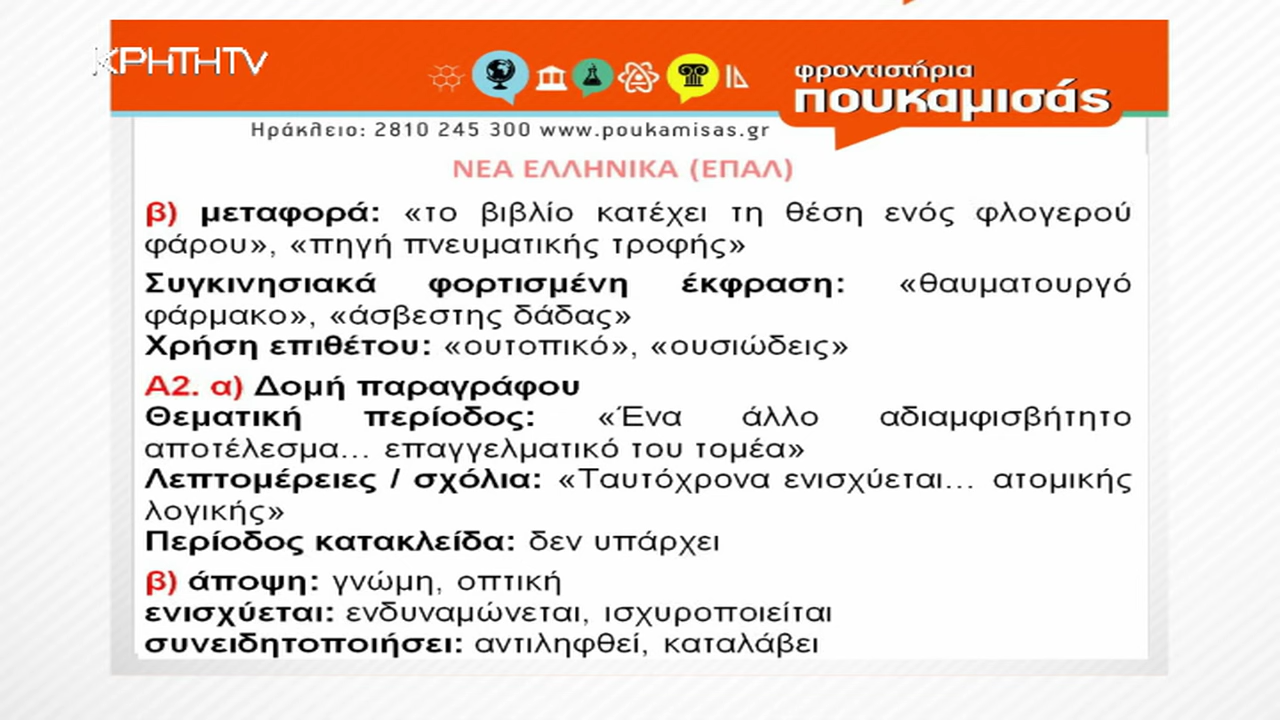 ΚΡΗΤΗTV
φροντιστήρια
πουκαμισάς
Ηράκλειο: 2810 245 300 www.poukamisas.gr
ΝΕΑ ΕΛΛΗΝΙΚΑ (ΕΠΑΛ)
β) μεταφορά: «το βιβλίο κατέχει τη θέση ενός φλογερού
φάρου», «πηγή πνευματικής τροφής»
Συγκινησιακά φορτισμένη έκφραση: «θαυματουργό
φάρμακο», «άσβεστης δάδας»
Χρήση επιθέτου: «ουτοπικό», «ουσιώδεις»
Α2. α) Δομή παραγράφου
Θεματική περίοδος: «Ένα άλλο αδιαμφισβήτητο
αποτέλεσμα... επαγγελματικό του τομέα»
Λεπτομέρειες / σχόλια: «Ταυτόχρονα ενισχύεται... ατομικής
λογικής»
Περίοδος κατακλείδα: δεν υπάρχει
β) άποψη: γνώμη, οπτική
ενισχύεται: ενδυναμώνεται, ισχυροποιείται
συνειδητοποιήσει: αντιληφθεί, καταλάβει